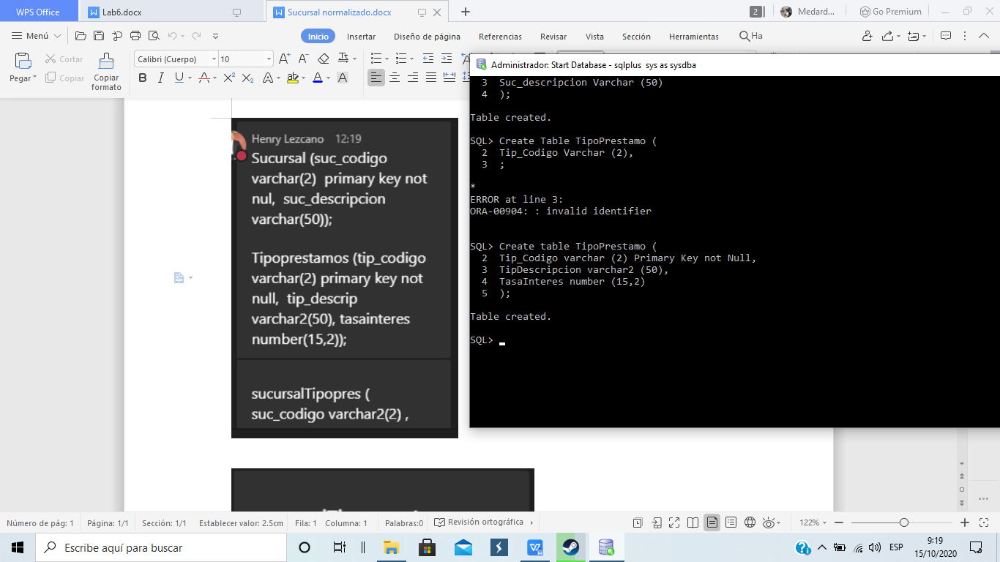 WPS Office
Lab6.docx
Sucursal normalizado.docx
2
Medard...
Go Premium
Menú
Inicio
Insertar
Diseño de página
Referencias
Revisar
Vista
Sección
Herramientas
Ha
Pegar
Cortar
Copiar
Copiar
formato
Calibri (Cuerpo)
10
Administrador: Start Database - sqlplus sys as sysdba
3 Suc_descripcion Varchar (50)
4 );
Table created.
SQL> Create Table TipoPrestamo (
2 Tip_Codigo Varchar (2),
3 ;
*
ERROR at line 3:
ORA-00904: : invalid identifier
SQL> Create table TipoPrestamo (
2 Tip_Codigo varchar (2) Primary Key not Null,
3 TipDescripcion varchar2 (50),
4 TasaInteres number (15,2)
5 );
Table created.
SQL>
Henry Lezcano 12:19
Sucursal (suc_codigo
varchar(2) primary key not
nul, suc_descripcion
varchar(50));
Tipoprestamos (tip_codigo
varchar(2) primary key not
null, tip_descrip
varchar2(50), tasainteres
number(15,2));
sucursalTipopres (
suc_codigo varchar2(2) ,
Número de pág: 1
Página: 1/1
Sección: 1/1
Establecer valor: 2.5cm
Fila: 1
Columna: 1
Palabras:0
Revisión ortográfica
122%
Escribe aquí para buscar
ESP
9:19
15/10/2020